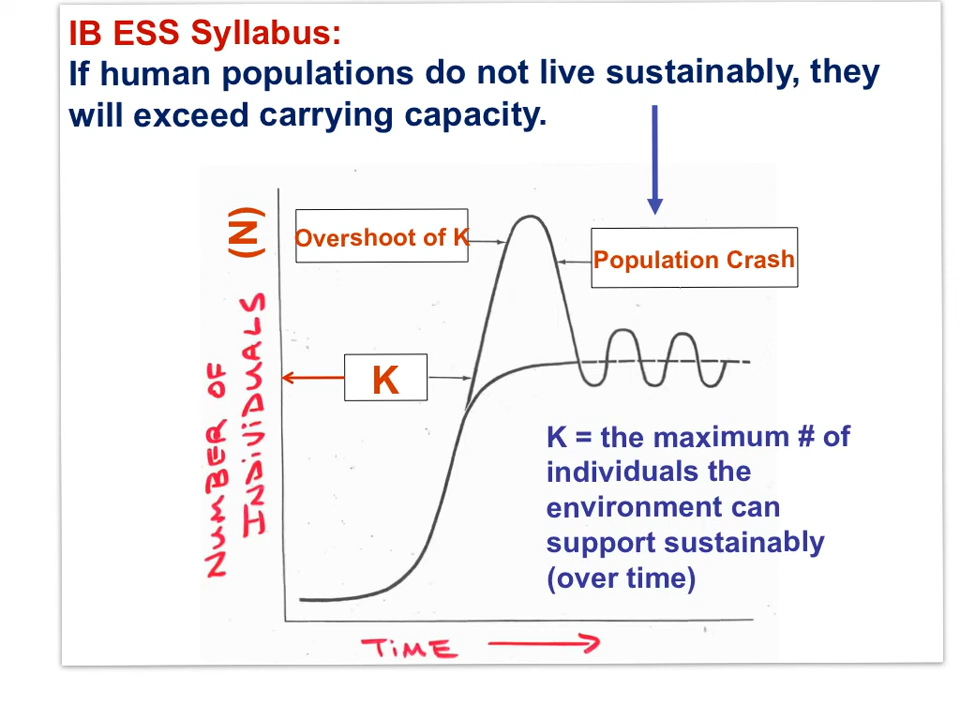 IB ESS Syllabus:
If human populations do not live sustainably, they
will exceed carrying capacity.
(N)
Overshoot of K
Population Crash
NUMBER OF
INDIVIDUALS
K
K = the maximum # of
individuals the
environment can
support sustainably
(over time)
TiME